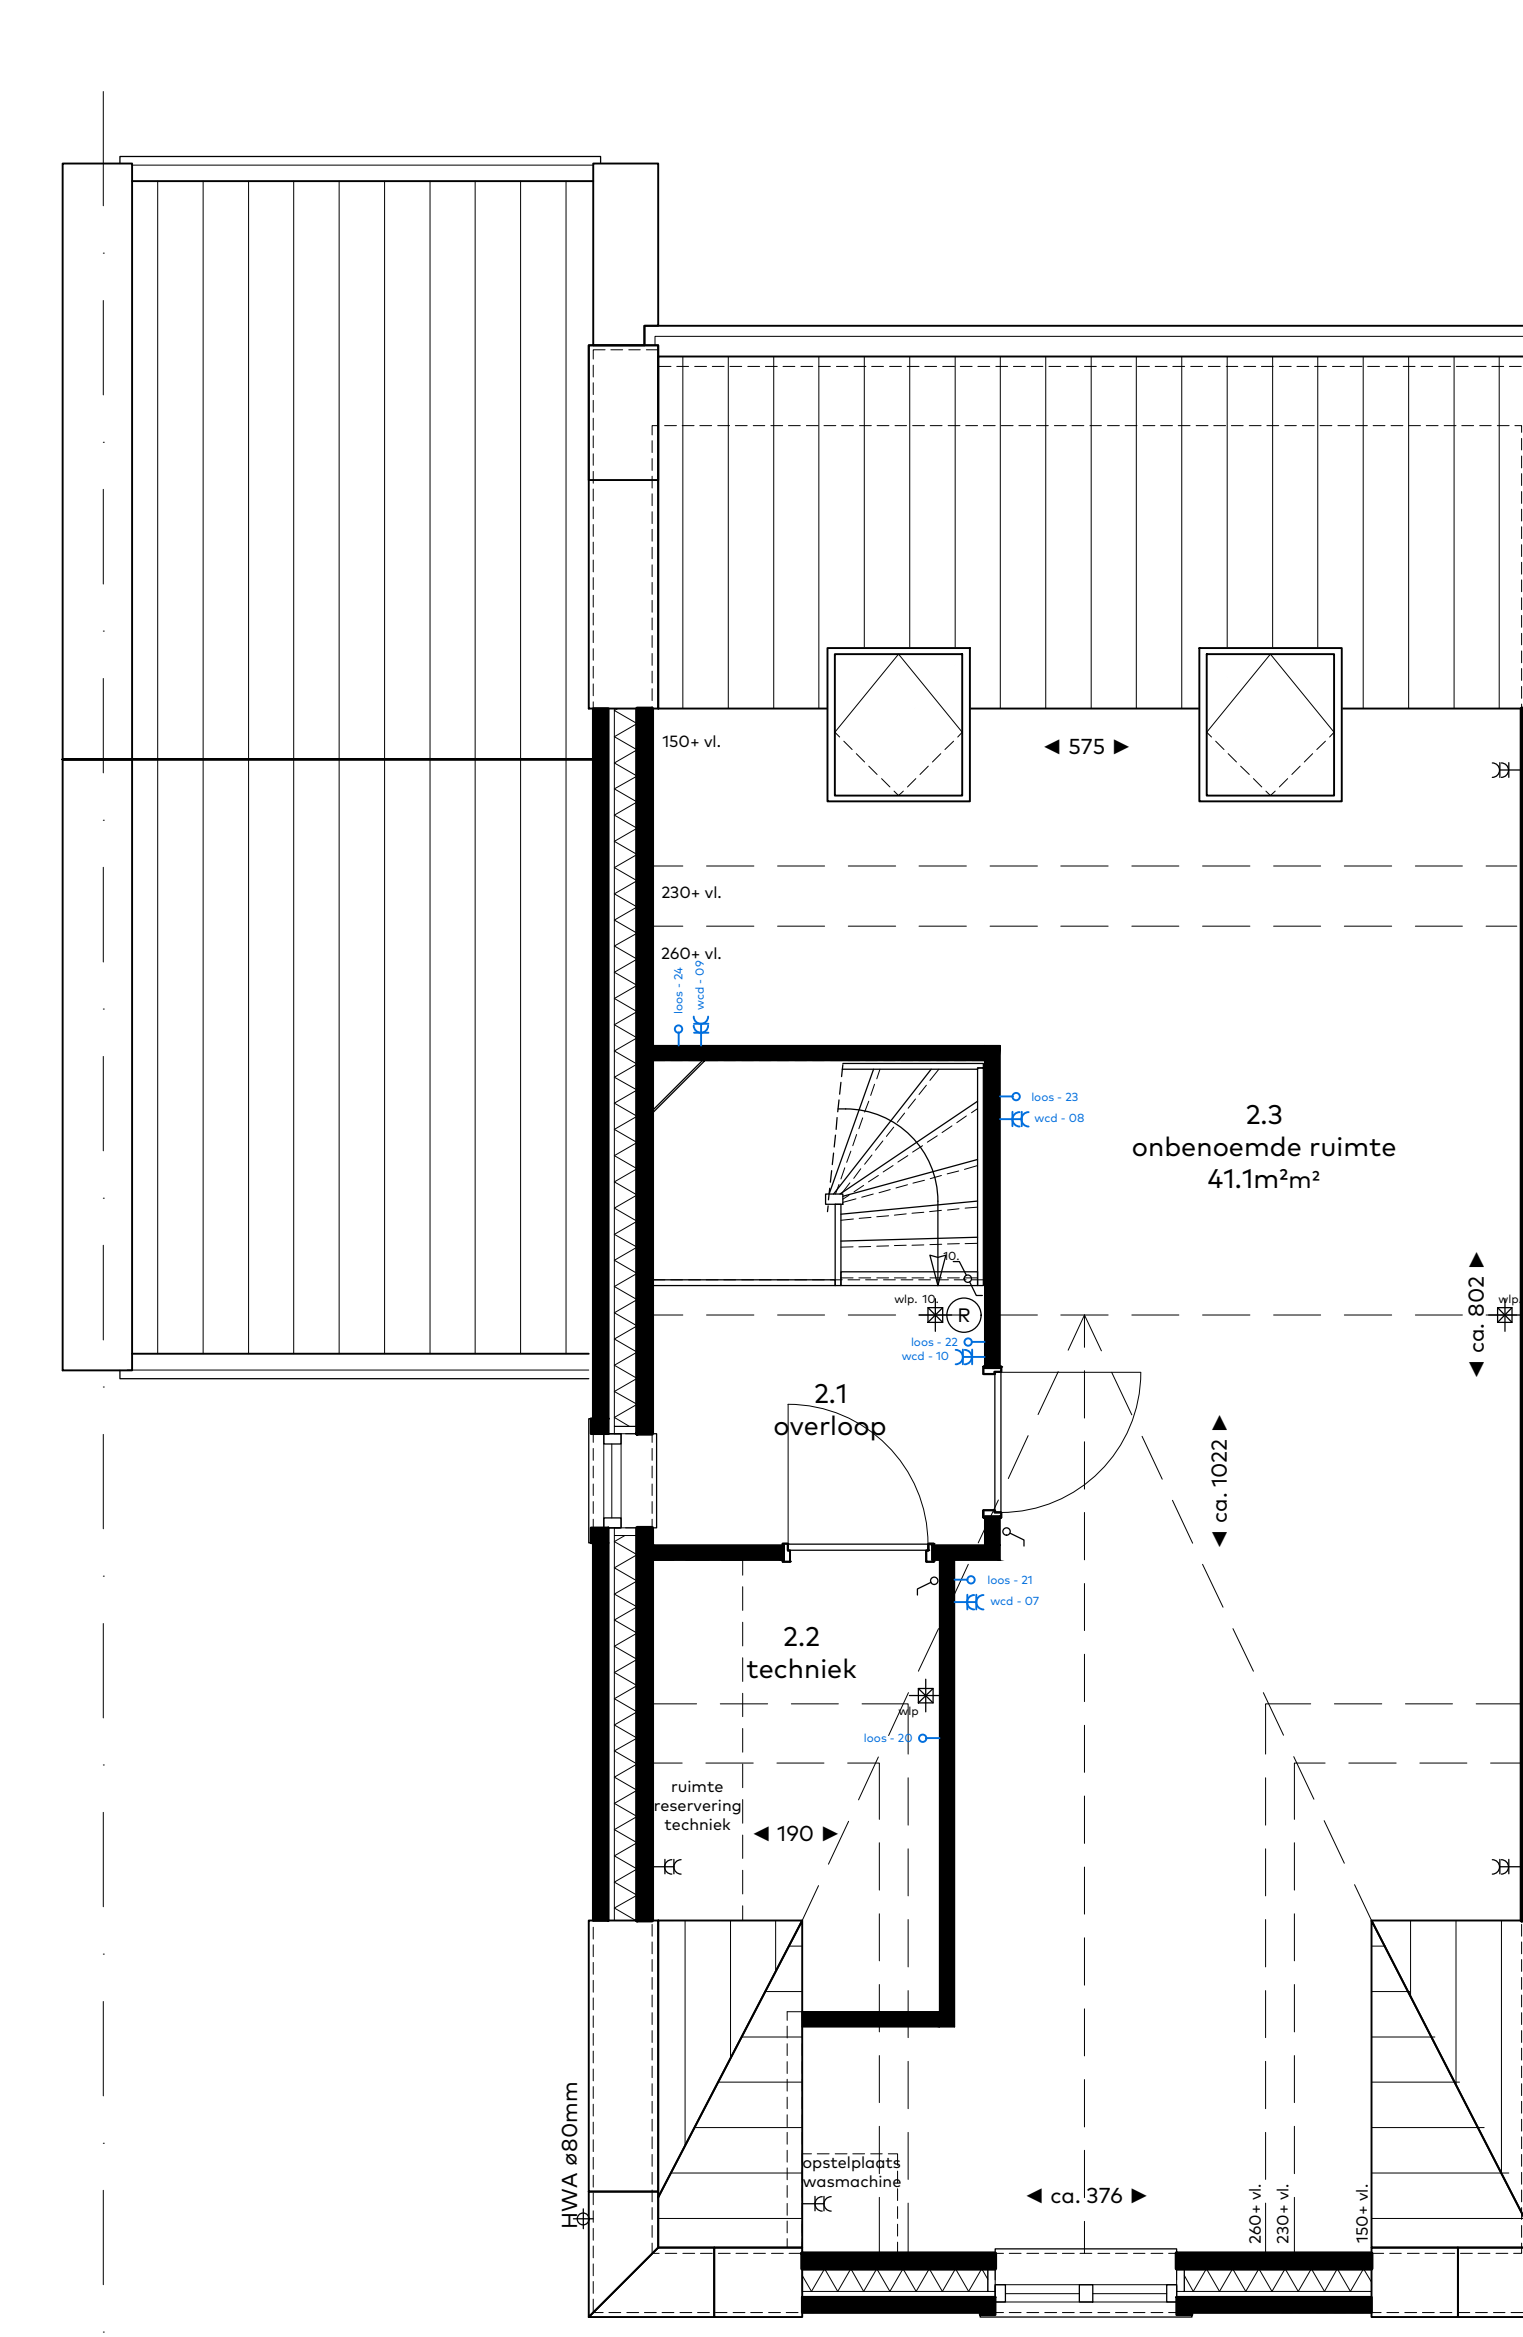 150+ vl.
◄ 575 ►
230+ vl.
260+ vl.
loos - 24
wcd - 09
loos - 23
wcd - 08
2.3
onbenoemde ruimte
41.1m²m²
10.
wlp. 10.
R
wlp.
loos - 22
wcd - 10
◄ ca. 802 ►
2.1
overloop
◄ ca. 1022 ►
loos - 21
wcd - 07
2.2
techniek
wlp
loos - 20
ruimte
reservering
techniek
◄ 190 ►
HWA ⌀80mm
opstelplaats
wasmachine
◄ ca. 376 ►
260+ vl.
230+ vl.
150+ vl.